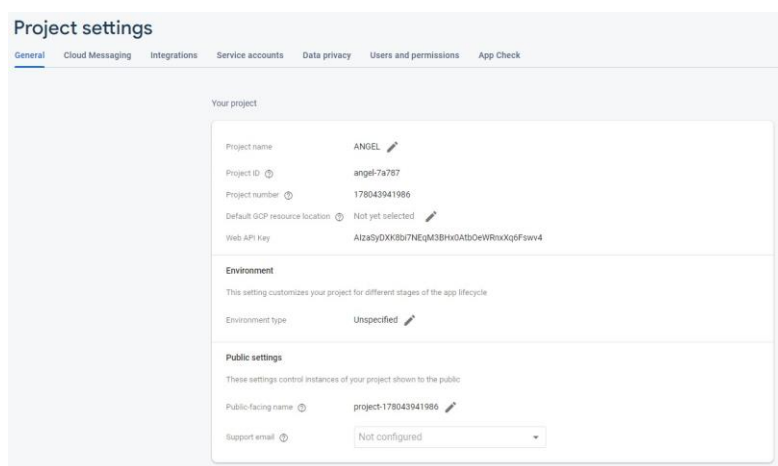 Project settings
General Cloud Messaging Integrations Service accounts Data privacy Users and permissions App Check
Your project
Project name ANGEL
Project ID angel-7a787
Project number 178043941986
Default GCP resource location Not yet selected
Web API Key AIzaSyDXK8bI7NEqM3BHx0AtbOeWRnxXq6Fswv4
Environment
This setting customizes your project for different stages of the app lifecycle
Environment type Unspecified
Public settings
These settings control instances of your project shown to the public
Public-facing name project-178043941986
Support email Not configured